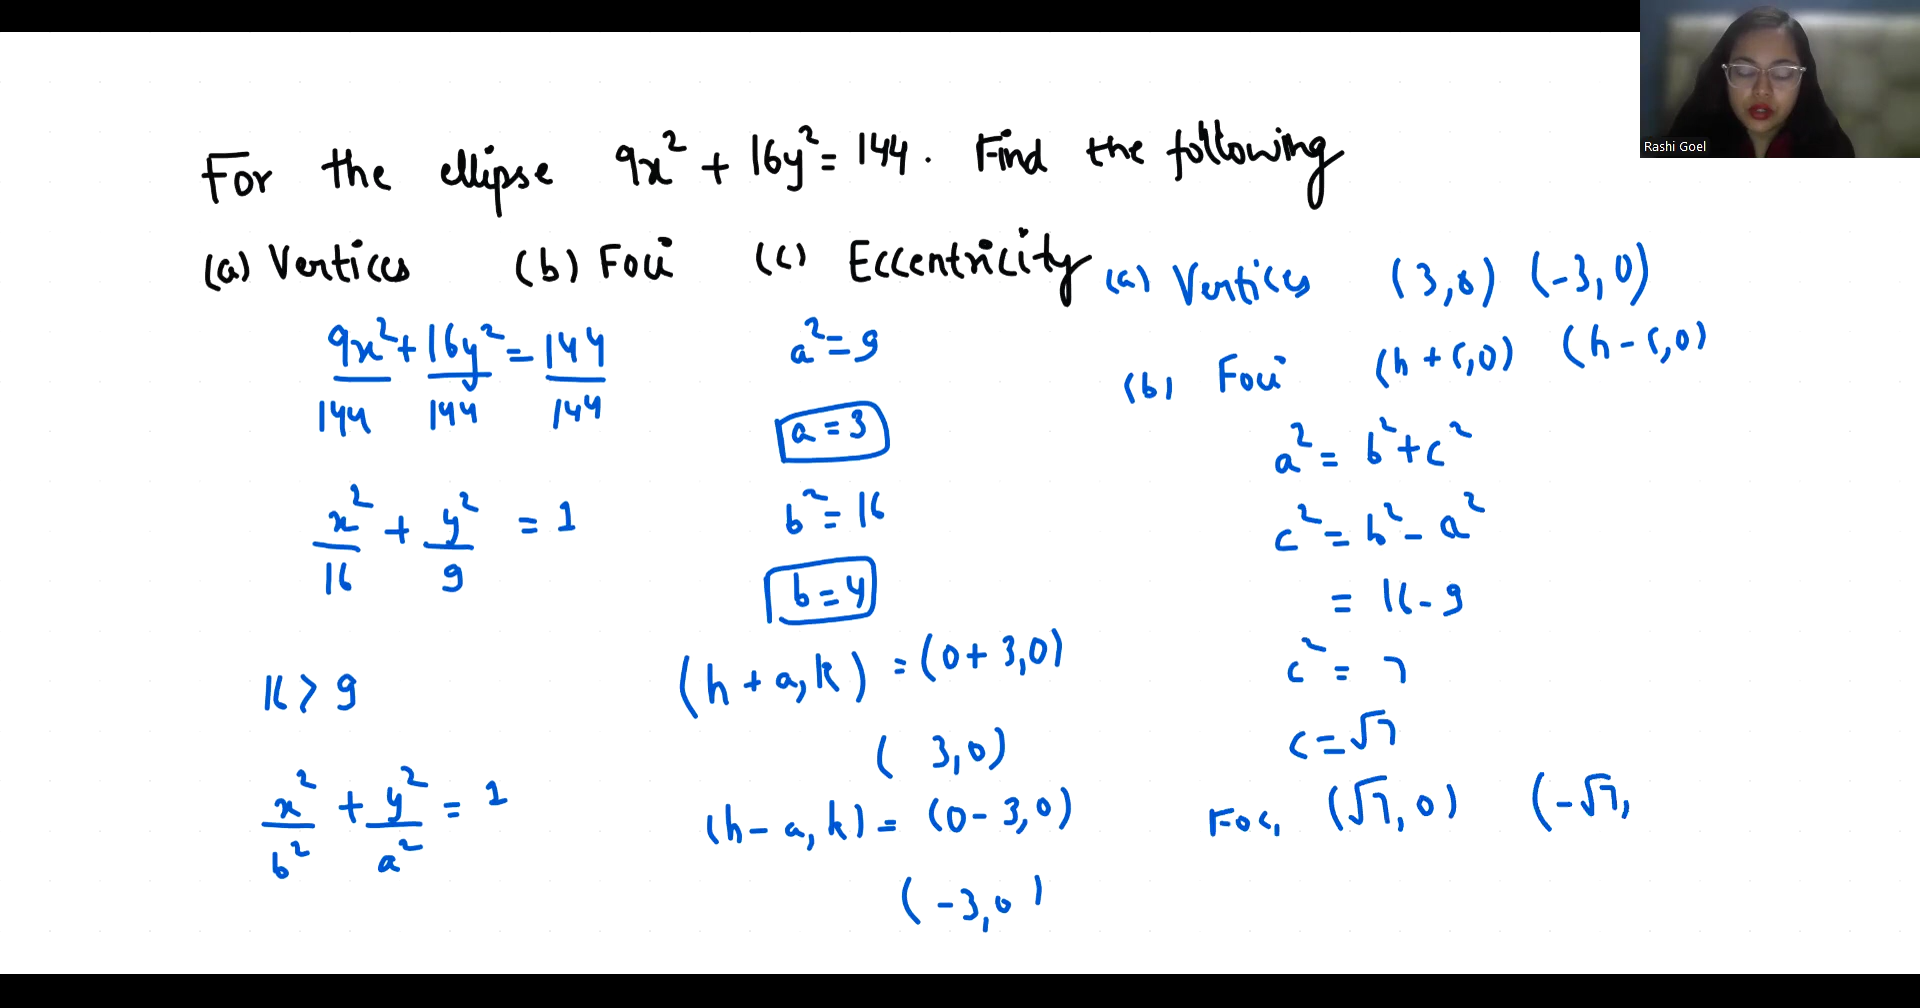 For the ellipse 9x² + 16y² = 144. Find the following
(a) Vertices (b) Foci (c) Eccentricity
9x²/144 + 16y²/144 = 144/144
x²/16 + y²/9 = 1
16 > 9
x²/b² + y²/a² = 1
a² = 9
a = 3
b² = 16
b = 4
(h + a, k) = (0 + 3, 0)
(3, 0)
(h - a, k) = (0 - 3, 0)
(-3, 0)
(a) Vertices (3, 0) (-3, 0)
(b) Foci (h + c, 0) (h - c, 0)
a² = b² + c²
c² = b² - a²
= 16 - 9
c² = 7
c = √7
Foci (√7, 0) (-√7,
Rashi Goel